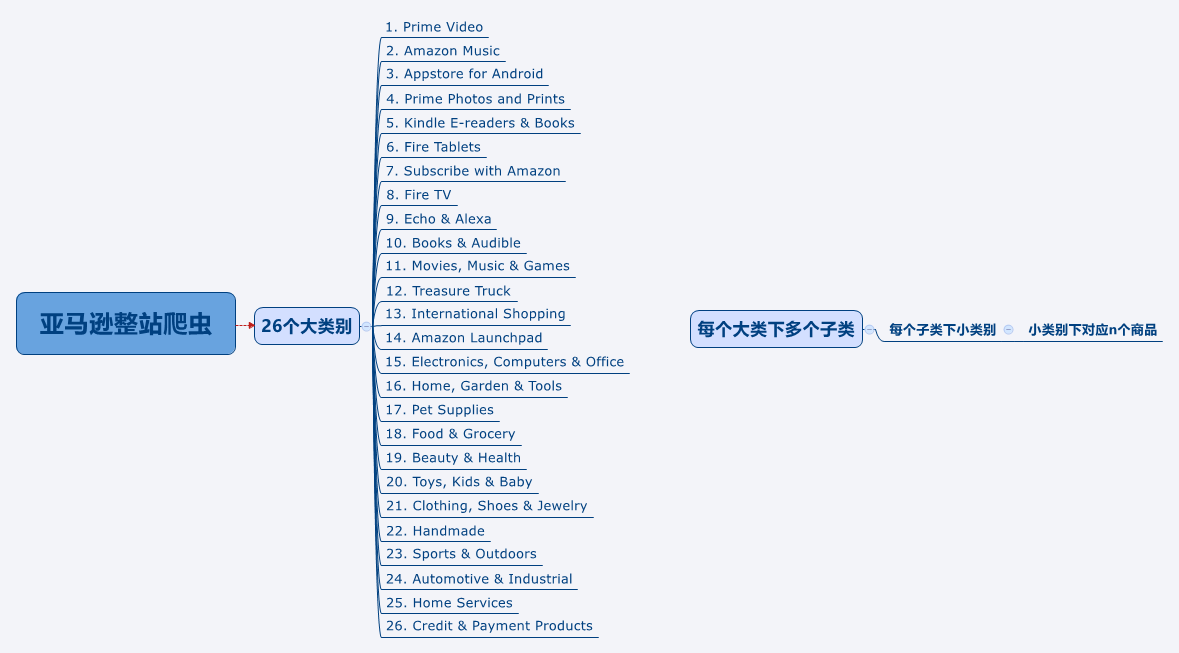 亚马逊整站爬虫
26个大类别
1. Prime Video
2. Amazon Music
3. Appstore for Android
4. Prime Photos and Prints
5. Kindle E-readers & Books
6. Fire Tablets
7. Subscribe with Amazon
8. Fire TV
9. Echo & Alexa
10. Books & Audible
11. Movies, Music & Games
12. Treasure Truck
13. International Shopping
14. Amazon Launchpad
15. Electronics, Computers & Office
16. Home, Garden & Tools
17. Pet Supplies
18. Food & Grocery
19. Beauty & Health
20. Toys, Kids & Baby
21. Clothing, Shoes & Jewelry
22. Handmade
23. Sports & Outdoors
24. Automotive & Industrial
25. Home Services
26. Credit & Payment Products
每个大类下多个子类
每个子类下小类别
小类别下对应n个商品